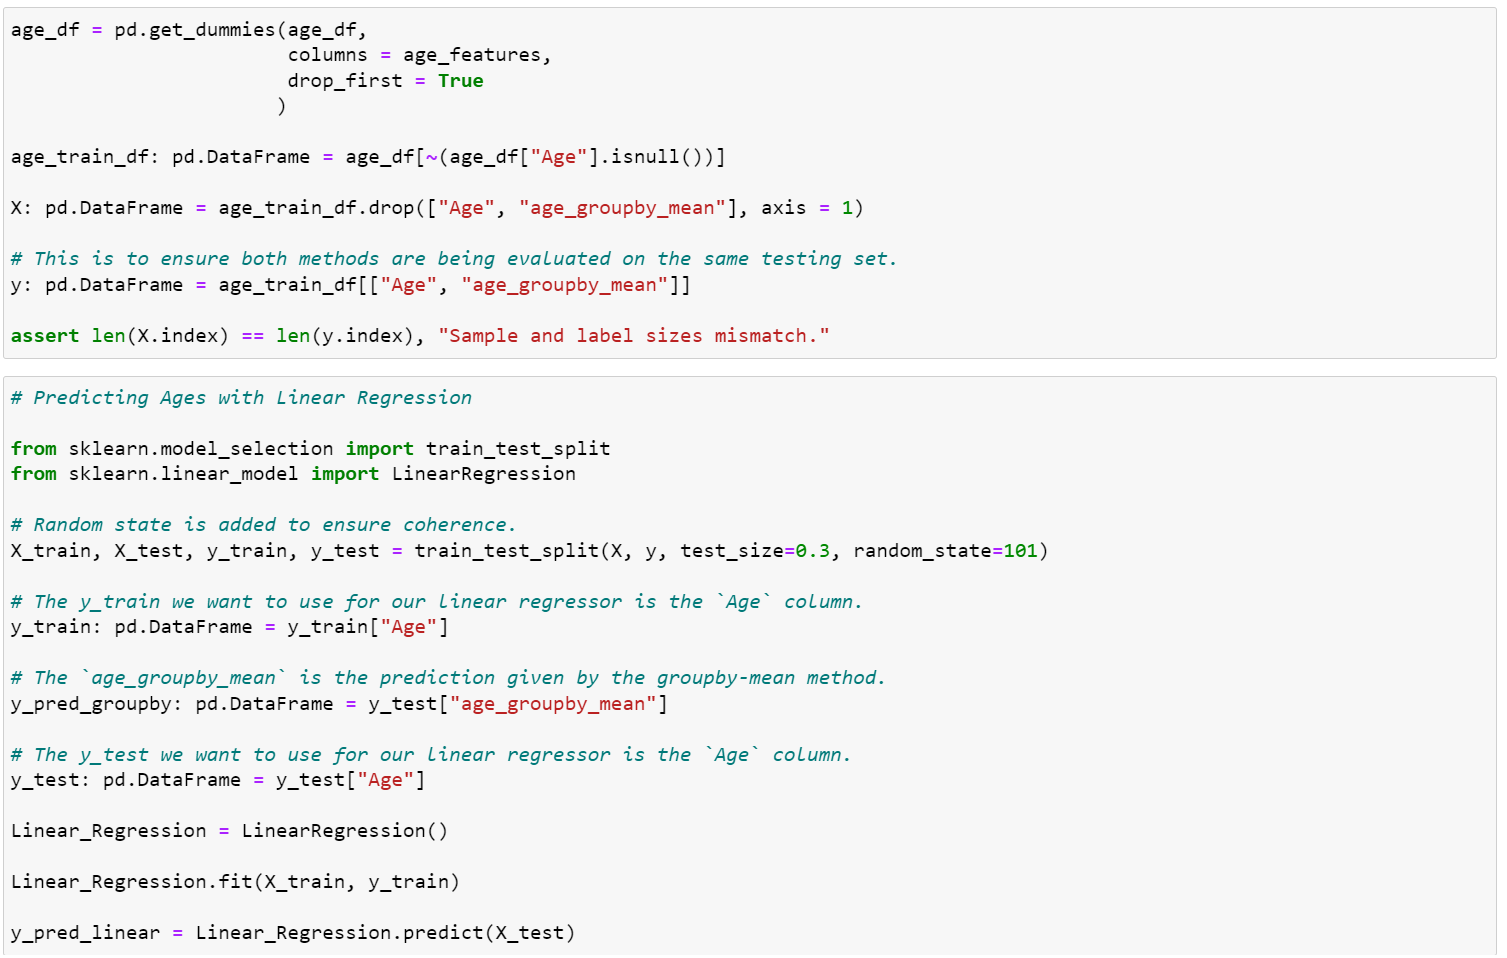 age_df = pd.get_dummies(age_df,
                        columns = age_features,
                        drop_first = True
                       )
age_train_df: pd.DataFrame = age_df[~(age_df["Age"].isnull())]
X: pd.DataFrame = age_train_df.drop(["Age", "age_groupby_mean"], axis = 1)
# This is to ensure both methods are being evaluated on the same testing set.
y: pd.DataFrame = age_train_df[["Age", "age_groupby_mean"]]
assert len(X.index) == len(y.index), "Sample and label sizes mismatch."
# Predicting Ages with Linear Regression
from sklearn.model_selection import train_test_split
from sklearn.linear_model import LinearRegression
# Random state is added to ensure coherence.
X_train, X_test, y_train, y_test = train_test_split(X, y, test_size=0.3, random_state=101)
# The y_train we want to use for our linear regressor is the `Age` column.
y_train: pd.DataFrame = y_train["Age"]
# The `age_groupby_mean` is the prediction given by the groupby-mean method.
y_pred_groupby: pd.DataFrame = y_test["age_groupby_mean"]
# The y_test we want to use for our linear regressor is the `Age` column.
y_test: pd.DataFrame = y_test["Age"]
Linear_Regression = LinearRegression()
Linear_Regression.fit(X_train, y_train)
y_pred_linear = Linear_Regression.predict(X_test)